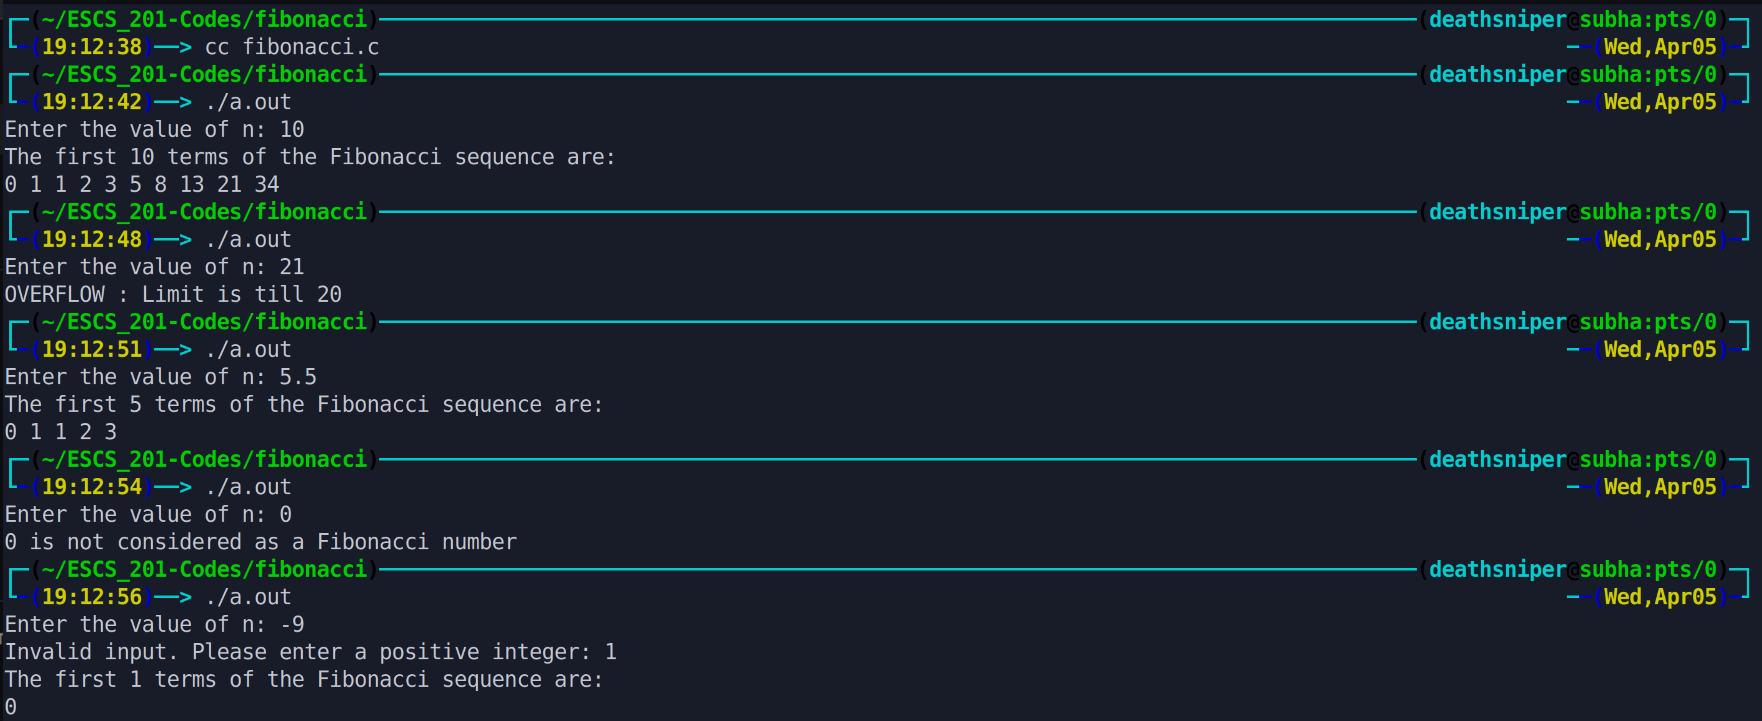 (~/ESCS_201-Codes/fibonacci) (deathsniper@subha:pts/0)
(19:12:38)──> cc fibonacci.c (Wed,Apr05)
(~/ESCS_201-Codes/fibonacci) (deathsniper@subha:pts/0)
(19:12:42)──> ./a.out (Wed,Apr05)
Enter the value of n: 10
The first 10 terms of the Fibonacci sequence are:
0 1 1 2 3 5 8 13 21 34
(~/ESCS_201-Codes/fibonacci) (deathsniper@subha:pts/0)
(19:12:48)──> ./a.out (Wed,Apr05)
Enter the value of n: 21
OVERFLOW : Limit is till 20
(~/ESCS_201-Codes/fibonacci) (deathsniper@subha:pts/0)
(19:12:51)──> ./a.out (Wed,Apr05)
Enter the value of n: 5.5
The first 5 terms of the Fibonacci sequence are:
0 1 1 2 3
(~/ESCS_201-Codes/fibonacci) (deathsniper@subha:pts/0)
(19:12:54)──> ./a.out (Wed,Apr05)
Enter the value of n: 0
0 is not considered as a Fibonacci number
(~/ESCS_201-Codes/fibonacci) (deathsniper@subha:pts/0)
(19:12:56)──> ./a.out (Wed,Apr05)
Enter the value of n: -9
Invalid input. Please enter a positive integer: 1
The first 1 terms of the Fibonacci sequence are:
0